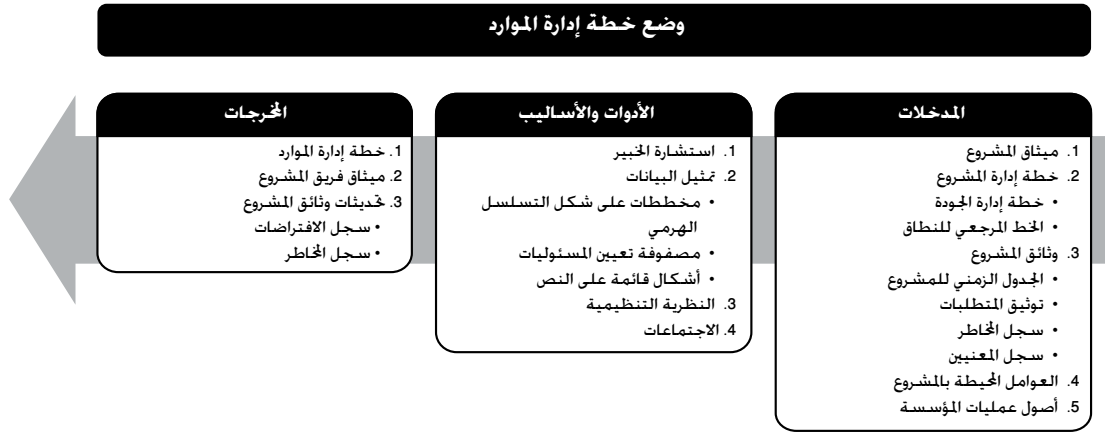 وضع خطة إدارة الموارد
المدخلات
1. ميثاق المشروع
2. خطة إدارة المشروع
• خطة إدارة الجودة
• الخط المرجعي للنطاق
3. وثائق المشروع
• الجدول الزمني للمشروع
• توثيق المتطلبات
• سجل المخاطر
• سجل المعنيين
4. العوامل المحيطة بالمشروع
5. أصول عمليات المؤسسة
الأدوات والأساليب
1. استشارة الخبير
2. تمثيل البيانات
• مخططات على شكل التسلسل
الهرمي
• مصفوفة تعيين المسئوليات
• أشكال قائمة على النص
3. النظرية التنظيمية
4. الاجتماعات
المخرجات
1. خطة إدارة الموارد
2. ميثاق فريق المشروع
3. تحديثات وثائق المشروع
• سجل الافتراضات
• سجل المخاطر